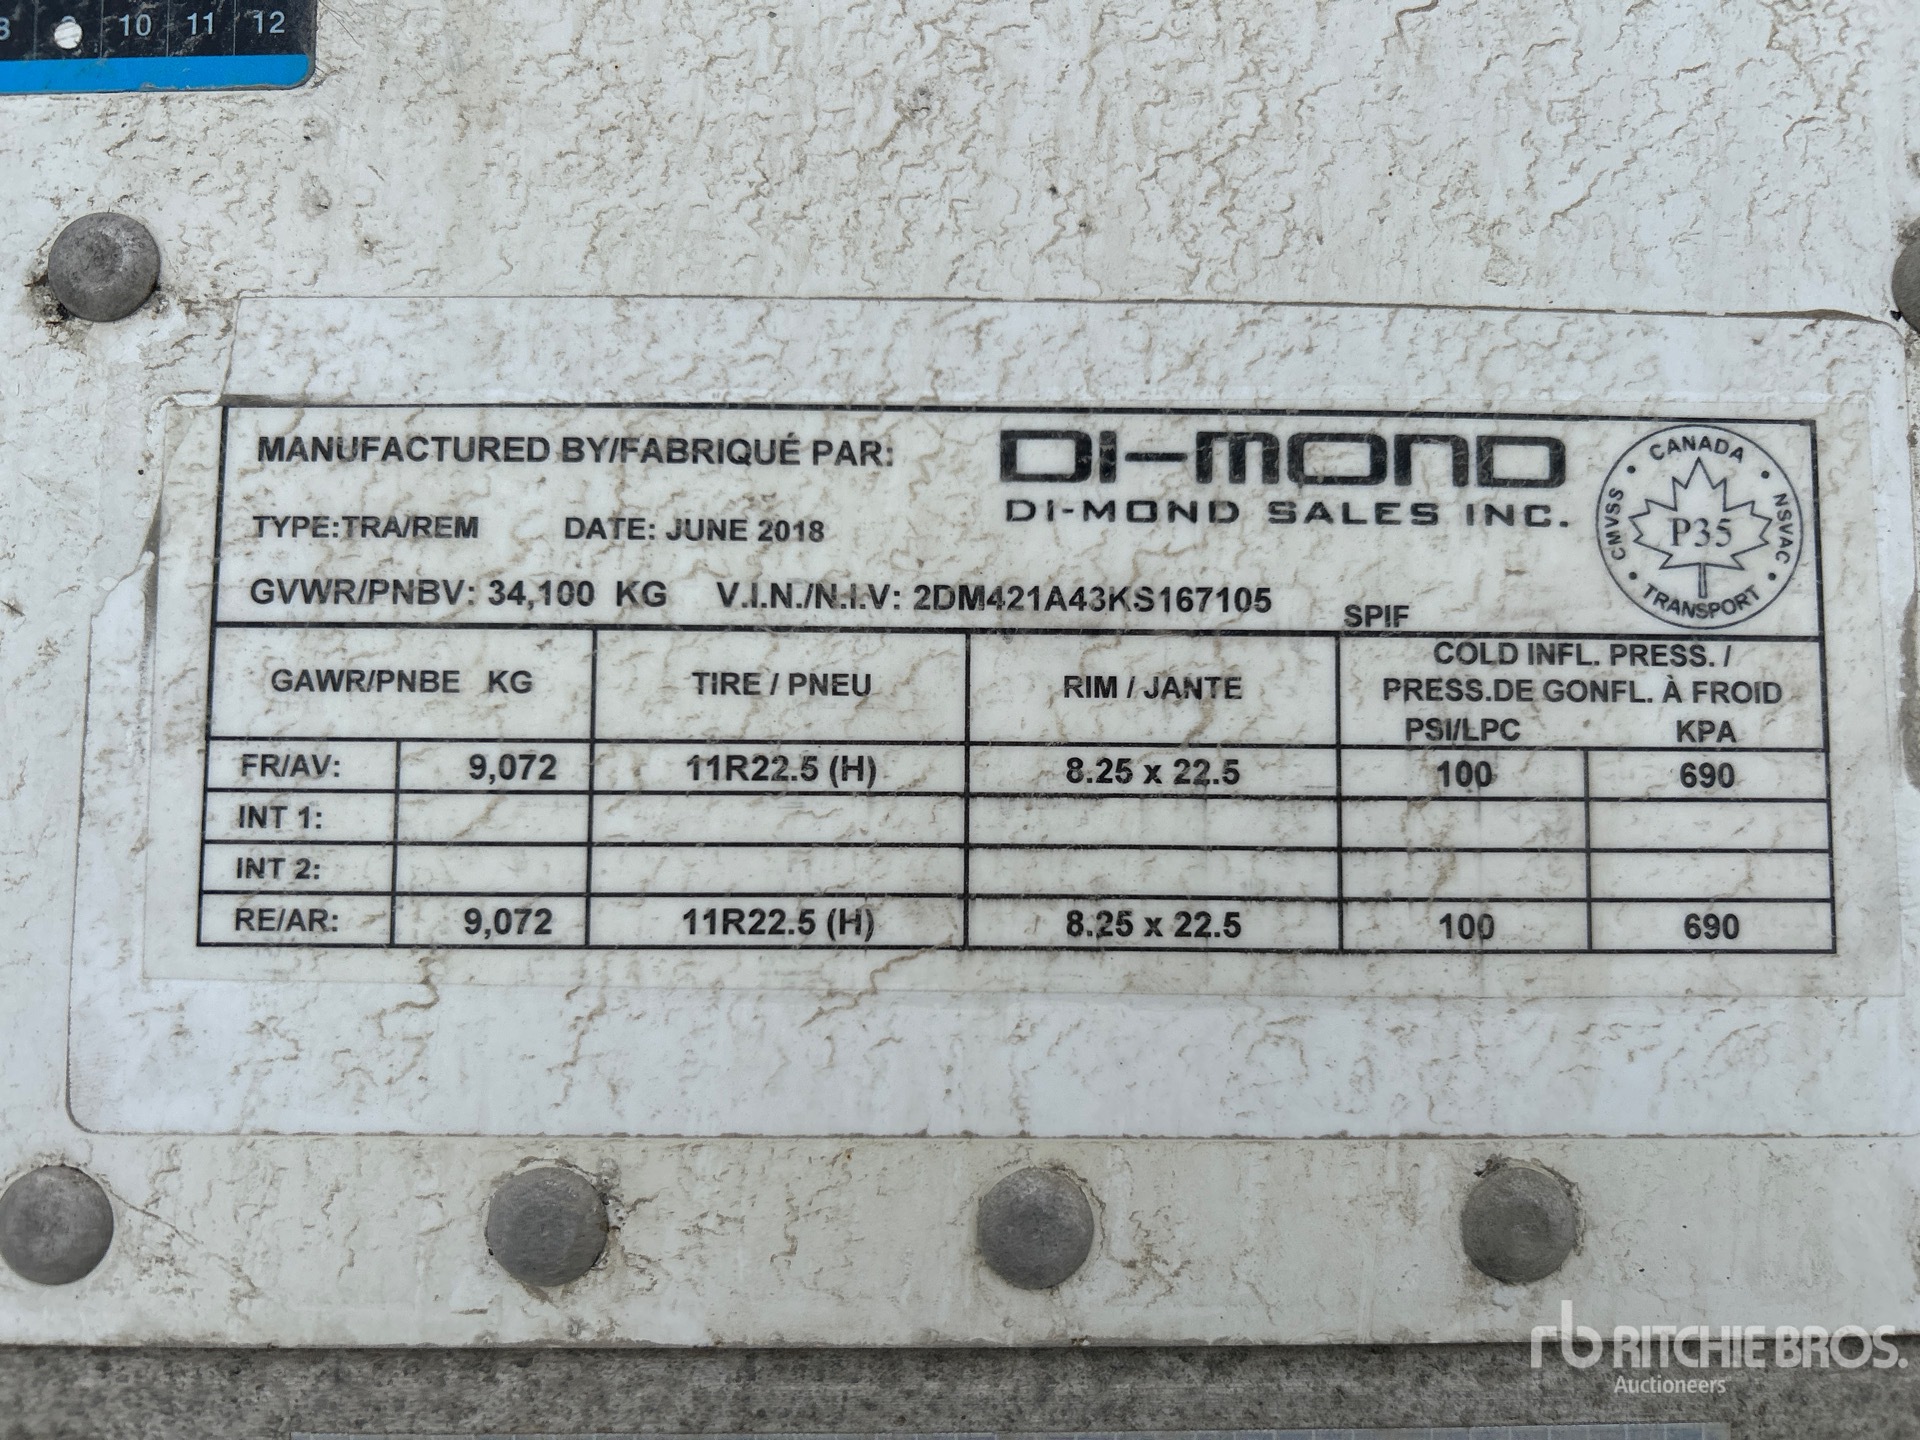 10 11 12
MANUFACTURED BY/FABRIQUÉ PAR: DI-MOND
DI-MOND SALES INC.
TYPE:TRA/REM DATE: JUNE 2018
GVWR/PNBV: 34,100 KG V.I.N./N.I.V: 2DM421A43KS167105 SPIF
CANADA
CMVSS P35 NSVAC
TRANSPORT
GAWR/PNBE KG TIRE / PNEU RIM / JANTE COLD INFL. PRESS. /
PRESS.DE GONFL. À FROID
PSI/LPC KPA
FR/AV: 9,072 11R22.5 (H) 8.25 x 22.5 100 690
INT 1:
INT 2:
RE/AR: 9,072 11R22.5 (H) 8.25 x 22.5 100 690
rb RITCHIE BROS.
Auctioneers